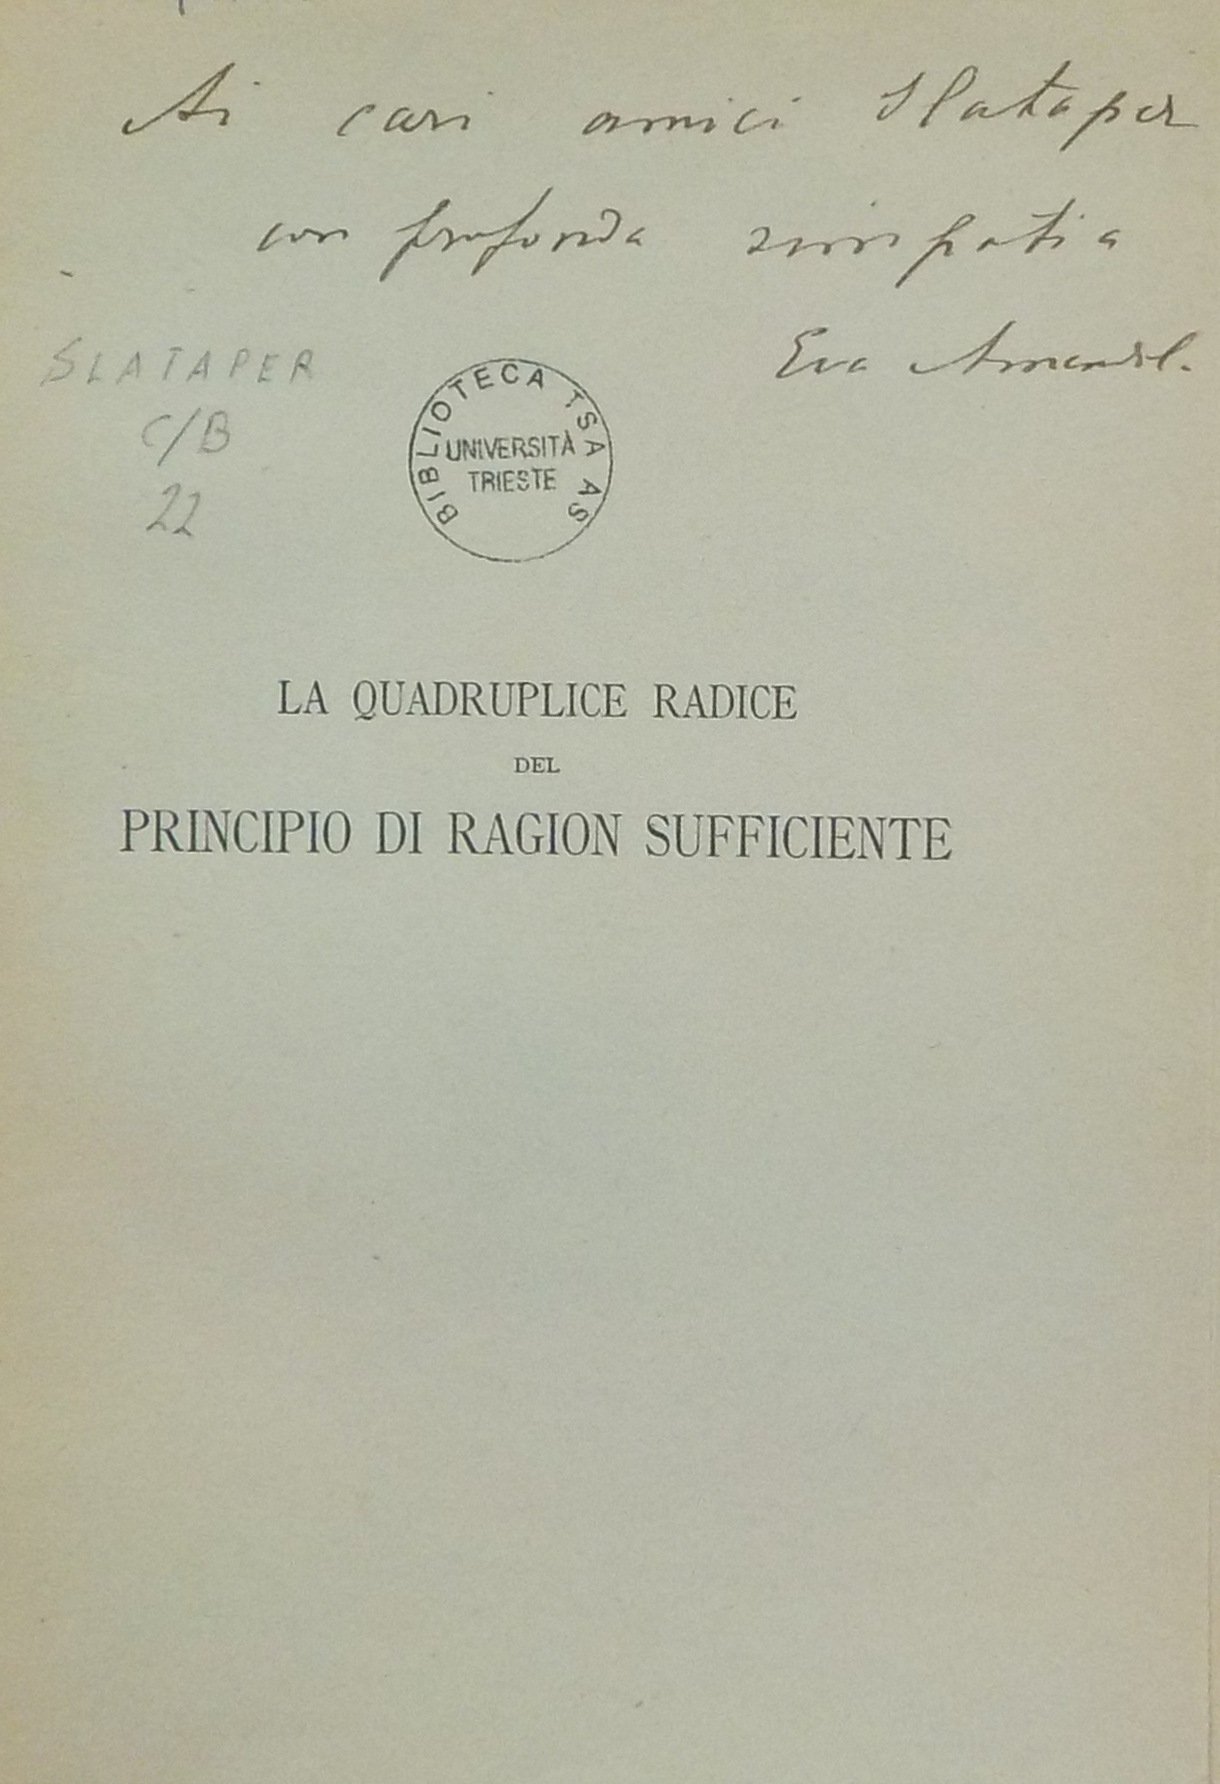 Ai cari amici Slataper
con profonda simpatia
Eva Amendol.
SLATAPER
C/B
22
BIBLIOTECA TSA AS
UNIVERSITÀ
TRIESTE
LA QUADRUPLICE RADICE
DEL
PRINCIPIO DI RAGION SUFFICIENTE